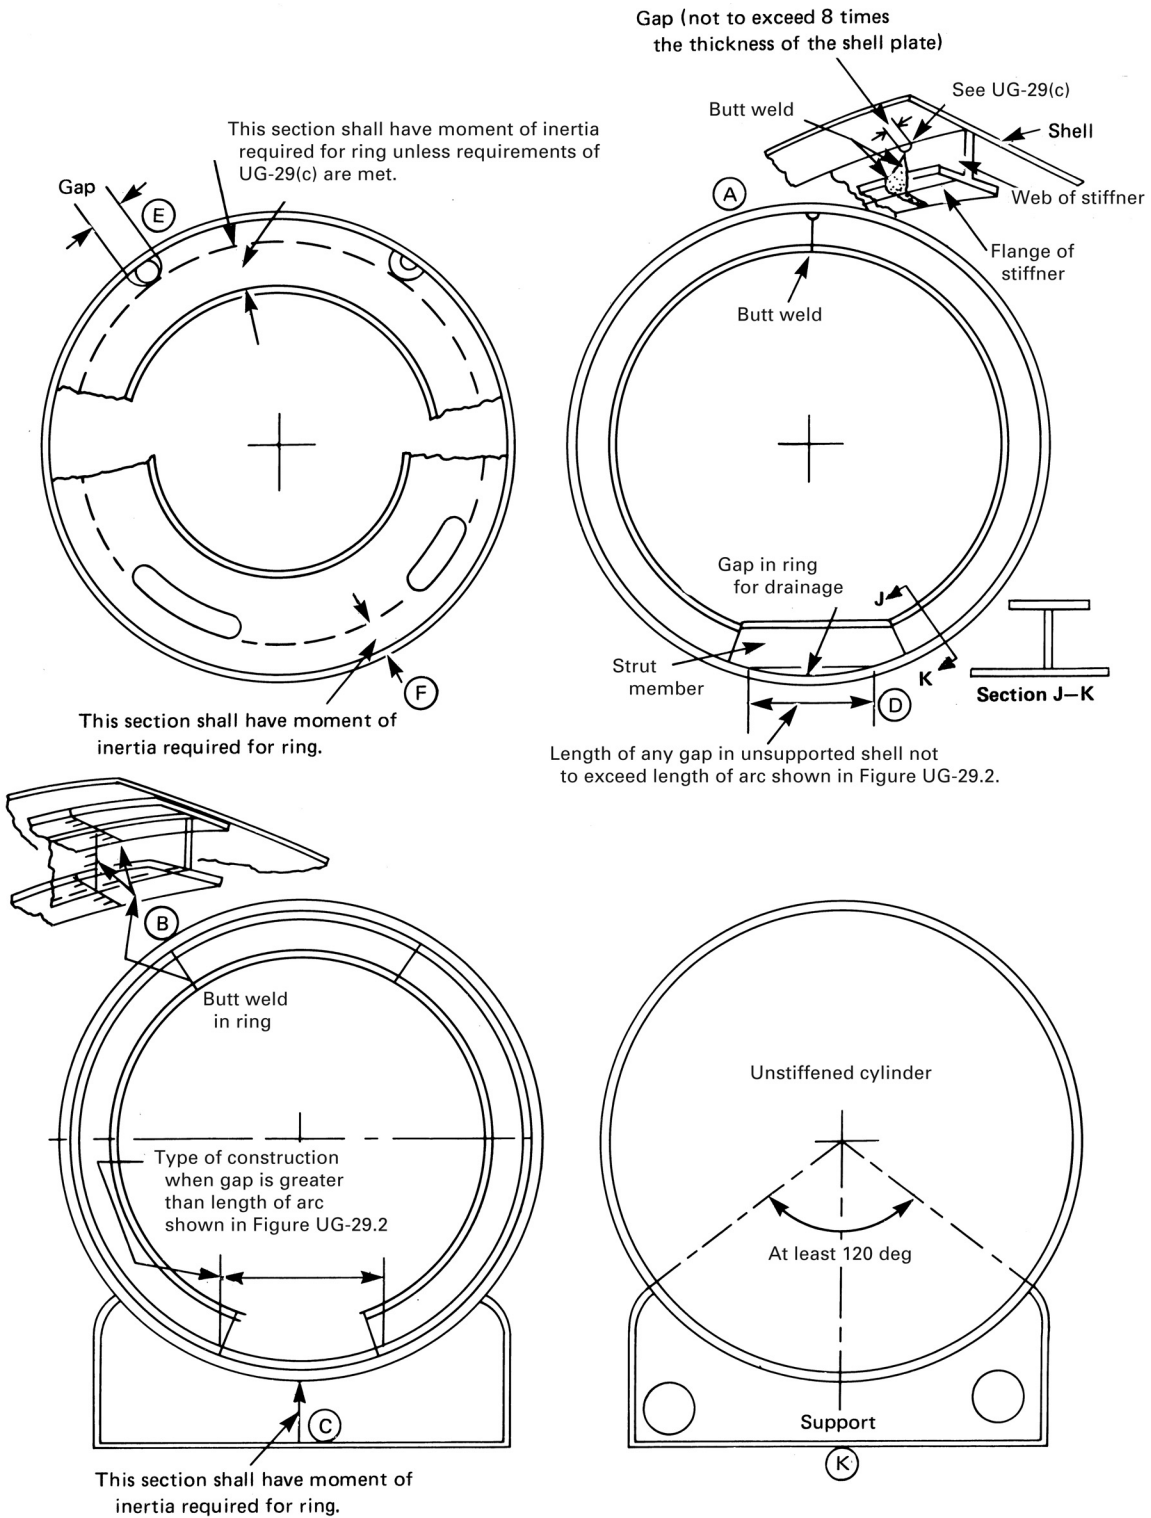 Gap (not to exceed 8 times
the thickness of the shell plate)
See UG-29(c)
Butt weld
Shell
This section shall have moment of inertia
required for ring unless requirements of
UG-29(c) are met.
Gap
E
A
Web of stiffner
Flange of
stiffner
Butt weld
Gap in ring
for drainage
J
Strut
member
K
Section J–K
D
F
This section shall have moment of
inertia required for ring.
Length of any gap in unsupported shell not
to exceed length of arc shown in Figure UG-29.2.
B
Butt weld
in ring
Type of construction
when gap is greater
than length of arc
shown in Figure UG-29.2
C
This section shall have moment of
inertia required for ring.
Unstiffened cylinder
At least 120 deg
Support
K